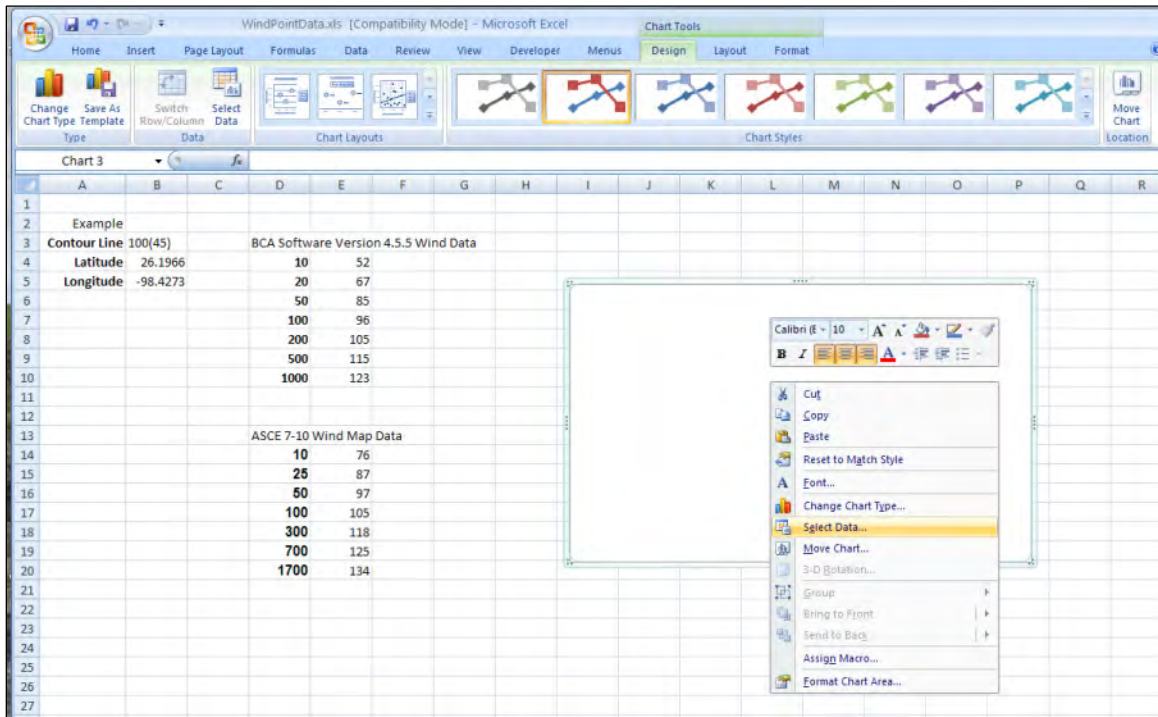 WindPointData.xls [Compatibility Mode] - Microsoft Excel
Chart Tools
Home Insert Page Layout Formulas Data Review View Developer Menus Design Layout Format
Change Chart Type
Save As Template
Switch Row/Column
Select Data
Move Chart
Type Data Chart Layouts Chart Styles Location
Chart 3 fx
A B C D E F G H I J K L M N O P Q R
1
2 Example
3 Contour Line 100(45) BCA Software Version 4.5.5 Wind Data
4 Latitude 26.1966 10 52
5 Longitude -98.4273 20 67
6 50 85
7 100 96
8 200 105
9 500 115
10 1000 123
11
12
13 ASCE 7-10 Wind Map Data
14 10 76
15 25 87
16 50 97
17 100 105
18 300 118
19 700 125
20 1700 134
21
22
23
24
25
26
27
Calibri (E 10 A A
B I A
Cut
Copy
Paste
Reset to Match Style
A Font...
Change Chart Type...
Select Data...
Move Chart...
3-D Rotation...
Group
Bring to Front
Send to Back
Assign Macro...
Format Chart Area...